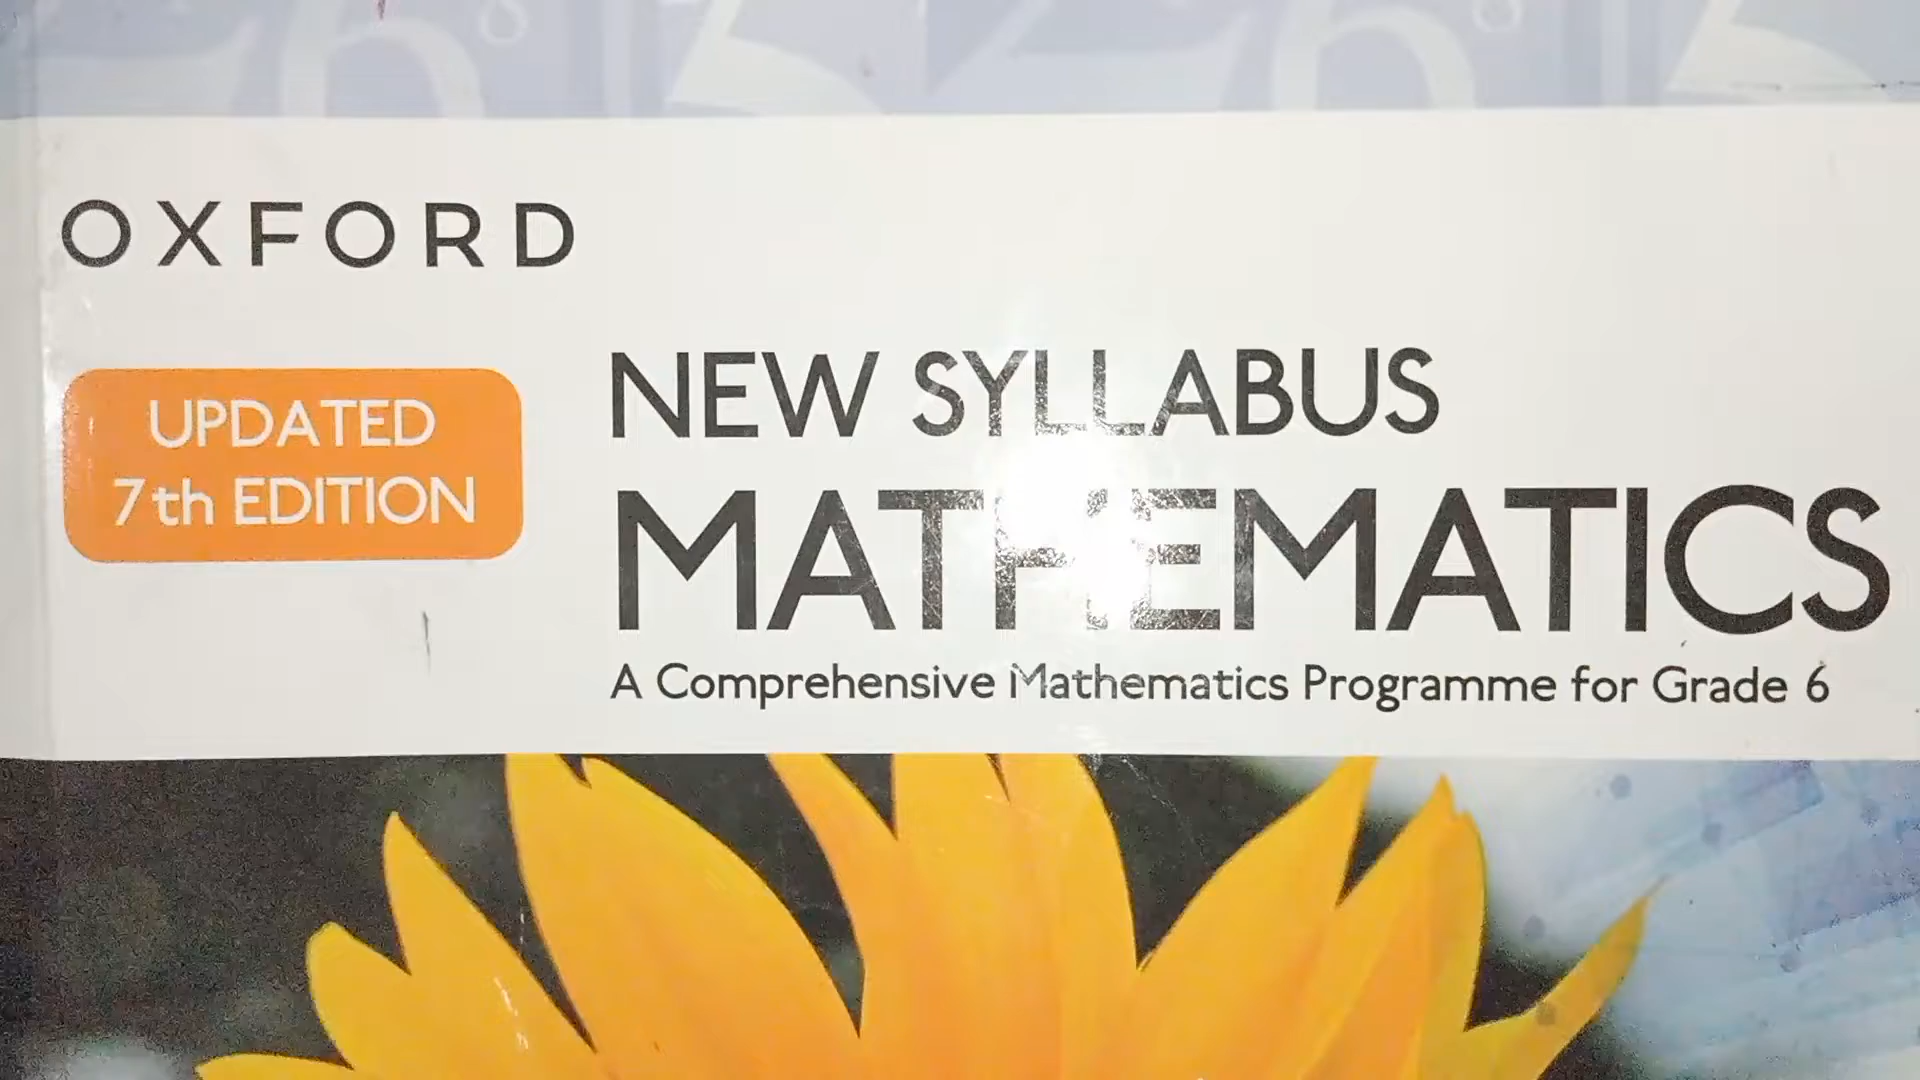 OXFORD
UPDATED
7th EDITION
NEW SYLLABUS
MATHEMATICS
A Comprehensive Mathematics Programme for Grade 6